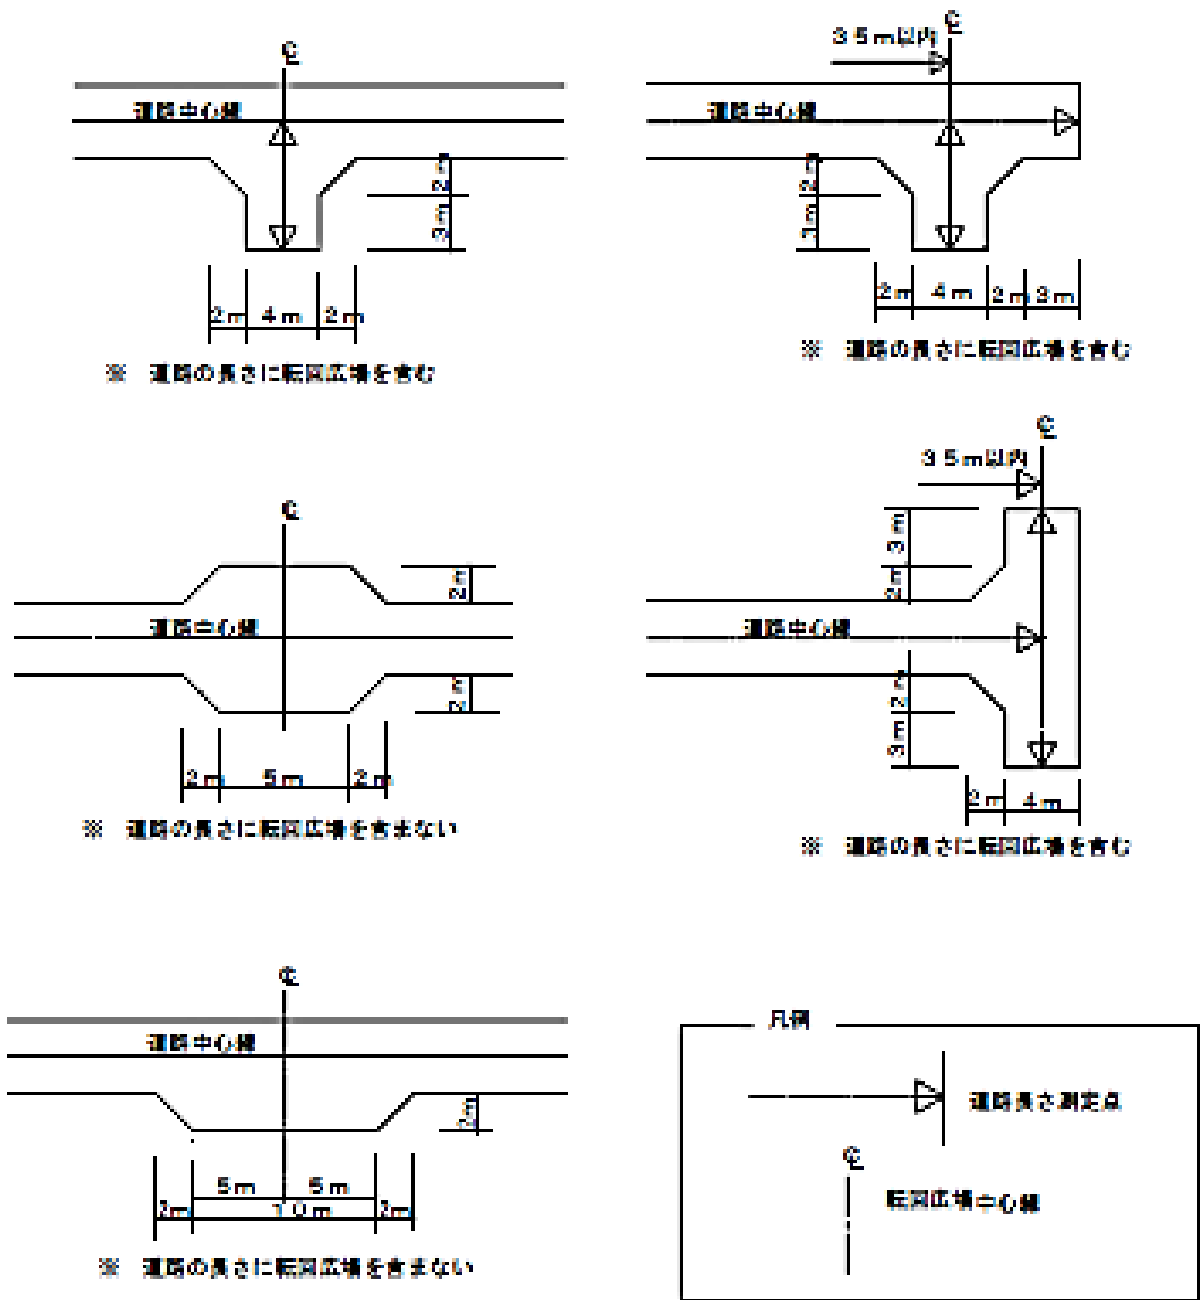 ℄
道路中心線
2m
3m
2m 4m 2m
※ 道路の長さに転回広場を含む
℄
35m以内
道路中心線
2m
3m
2m 4m 2m 3m
※ 道路の長さに転回広場を含む
℄
2m
道路中心線
2m
2m 5m 2m
※ 道路の長さに転回広場を含まない
℄
35m以内
3m
2m
道路中心線
2m
3m
2m 4m
※ 道路の長さに転回広場を含む
℄
道路中心線
2m
5m 5m
2m 10m 2m
※ 道路の長さに転回広場を含まない
凡例
道路長さ測定点
℄
転回広場中心線